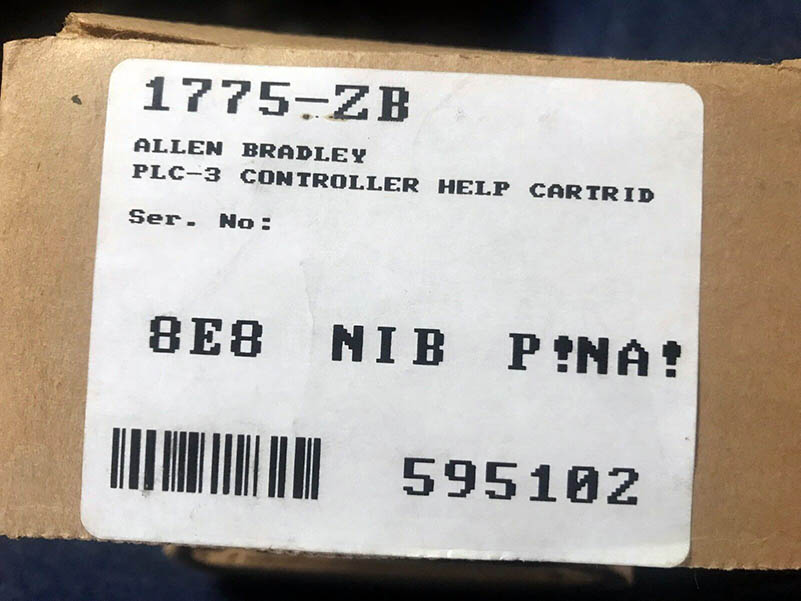 1775-ZB
ALLEN BRADLEY
PLC-3 CONTROLLER HELP CARTRID
Ser. No:
8E8 NIB P!NA!
595102